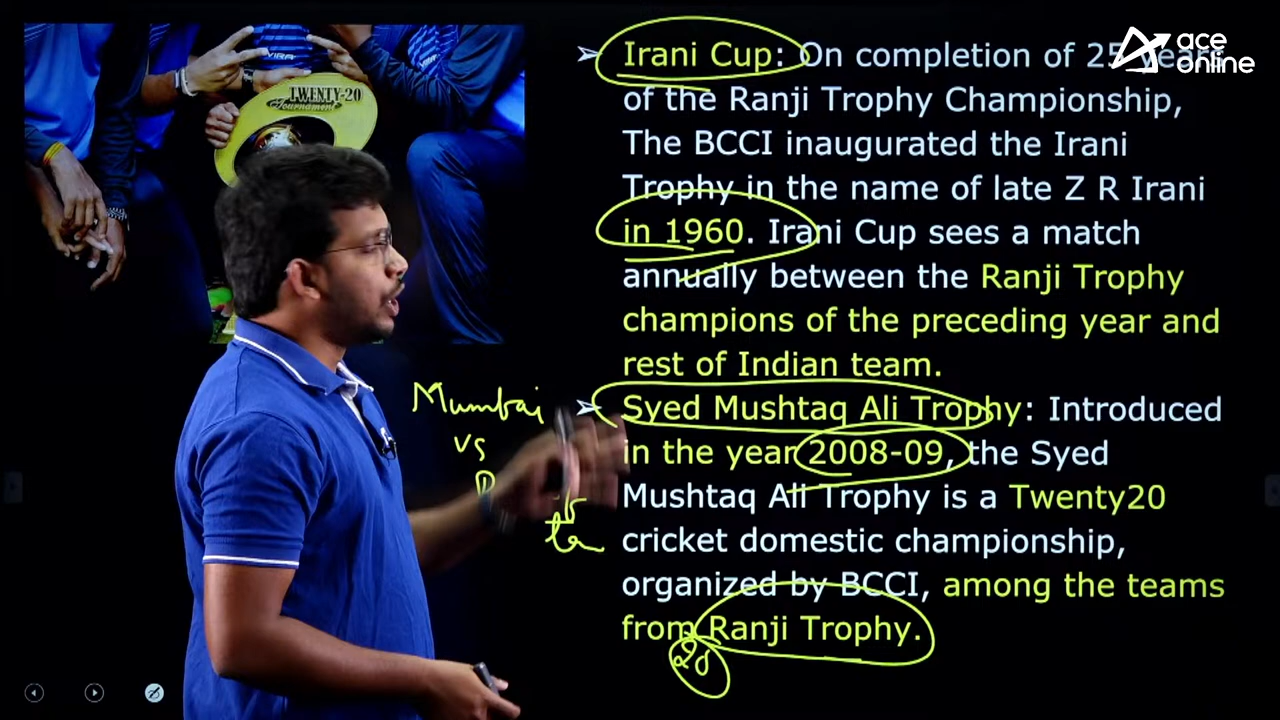 ace
online
TWENTY-20
Tournament
➢ Irani Cup: On completion of 25 years
of the Ranji Trophy Championship,
The BCCI inaugurated the Irani
Trophy in the name of late Z R Irani
in 1960. Irani Cup sees a match
annually between the Ranji Trophy
champions of the preceding year and
rest of Indian team.
➢ Syed Mushtaq Ali Trophy: Introduced
in the year 2008-09, the Syed
Mushtaq Ali Trophy is a Twenty20
cricket domestic championship,
organized by BCCI, among the teams
from Ranji Trophy.
Mumbai
vs